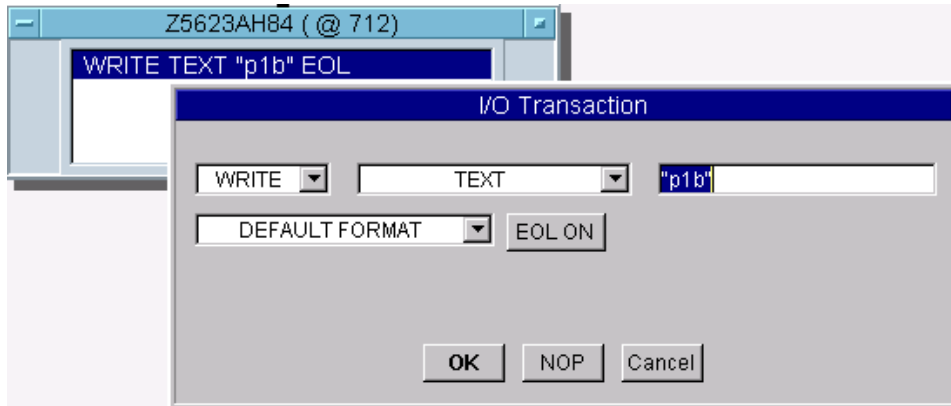 Z5623AH84 ( @ 712)
WRITE TEXT "p1b" EOL
I/O Transaction
WRITE TEXT "p1b"
DEFAULT FORMAT EOL ON
OK NOP Cancel